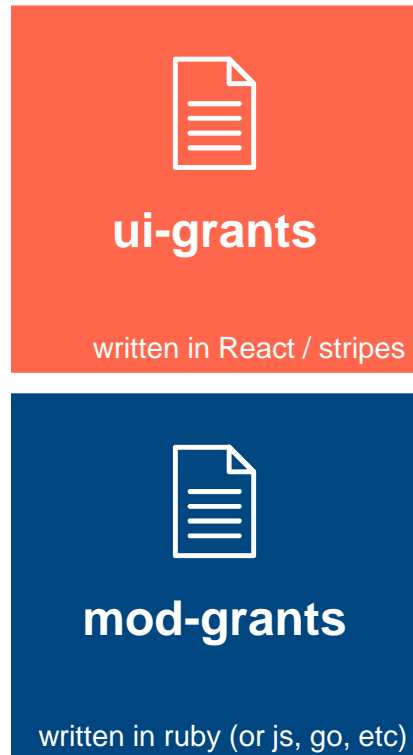 ui-grants
written in React / stripes
mod-grants
written in ruby (or js, go, etc)